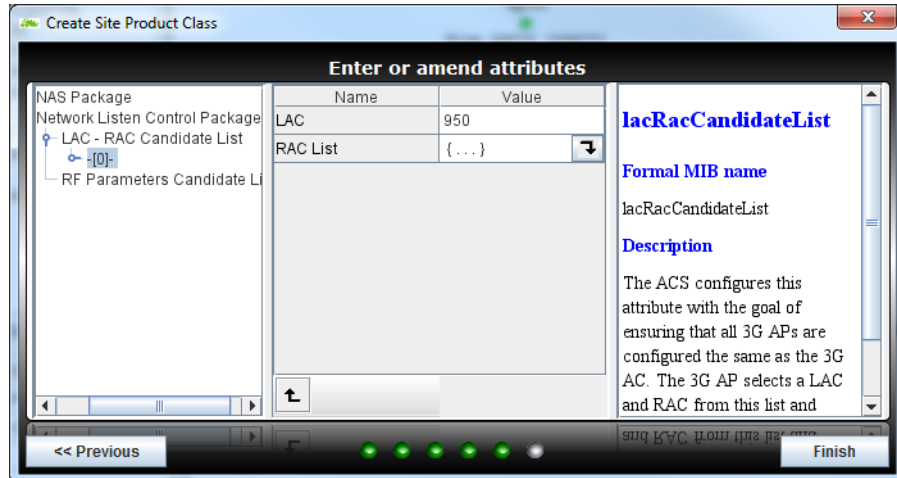 Create Site Product Class
Enter or amend attributes
NAS Package
Network Listen Control Package
LAC - RAC Candidate List
-[0]-
RF Parameters Candidate Li
Name Value
LAC 950
RAC List {...}
lacRacCandidateList
Formal MIB name
lacRacCandidateList
Description
The ACS configures this
attribute with the goal of
ensuring that all 3G APs are
configured the same as the 3G
AC. The 3G AP selects a LAC
and RAC from this list and
<< Previous
Finish